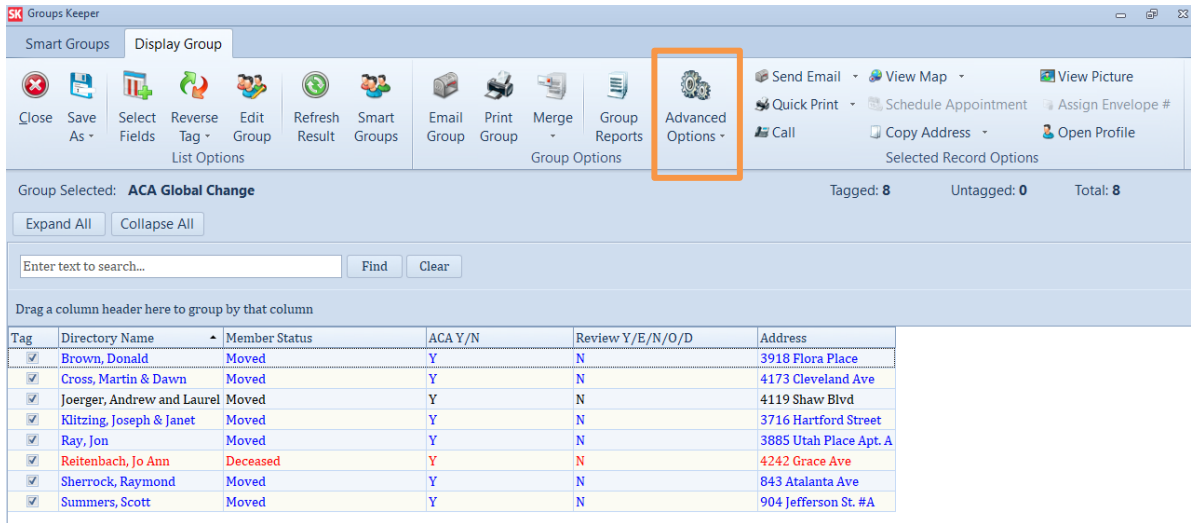 SK Groups Keeper
Smart Groups Display Group
Close Save As Select Fields Reverse Tag Edit Group Refresh Result Smart Groups Email Group Print Group Merge Group Reports Advanced Options
Send Email View Map View Picture
Quick Print Schedule Appointment Assign Envelope #
Call Copy Address Open Profile
List Options Group Options Selected Record Options
Group Selected: ACA Global Change Tagged: 8 Untagged: 0 Total: 8
Expand All Collapse All
Enter text to search... Find Clear
Drag a column header here to group by that column
Tag Directory Name Member Status ACA Y/N Review Y/E/N/O/D Address
Brown, Donald Moved Y N 3918 Flora Place
Cross, Martin & Dawn Moved Y N 4173 Cleveland Ave
Joerger, Andrew and Laurel Moved Y N 4119 Shaw Blvd
Klitzing, Joseph & Janet Moved Y N 3716 Hartford Street
Ray, Jon Moved Y N 3885 Utah Place Apt. A
Reitenbach, Jo Ann Deceased Y N 4242 Grace Ave
Sherrock, Raymond Moved Y N 843 Atalanta Ave
Summers, Scott Moved Y N 904 Jefferson St. #A